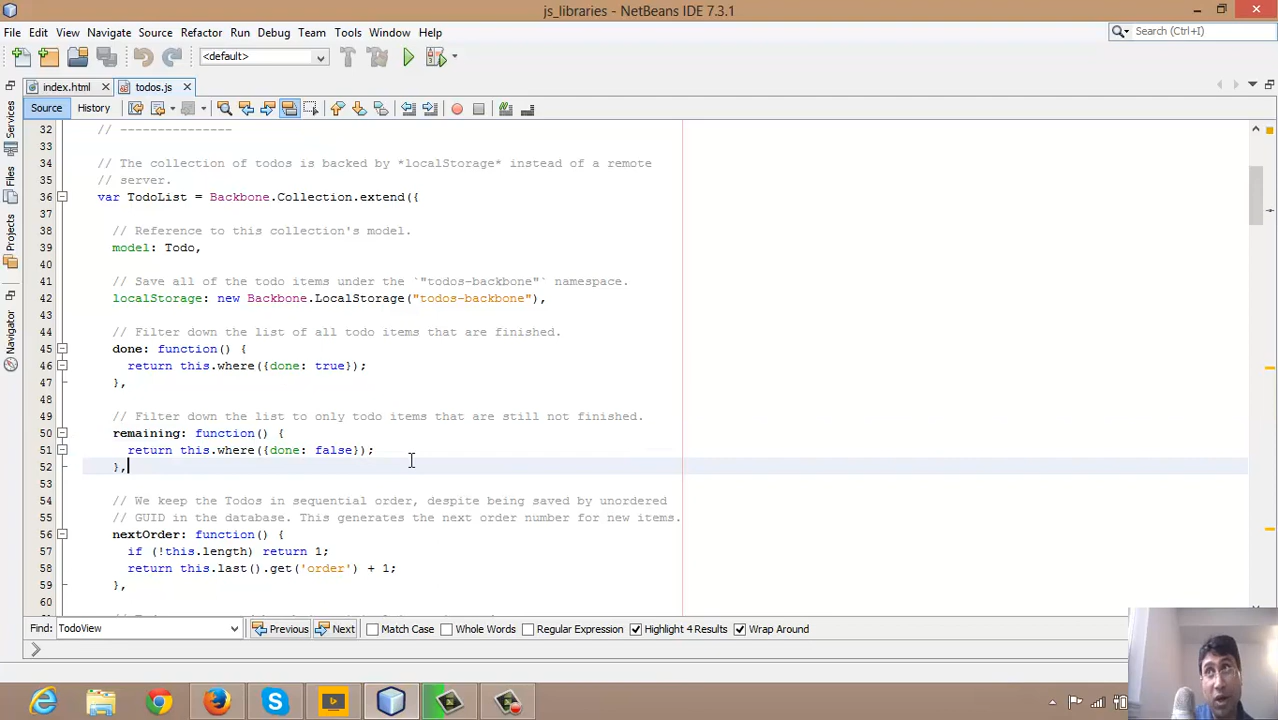 js_libraries - NetBeans IDE 7.3.1
File Edit View Navigate Source Refactor Run Debug Team Tools Window Help
Search (Ctrl+I)
<default>
index.html
todos.js
Source History
Services
Files
Projects
Navigator
32 // ---------------
33
34 // The collection of todos is backed by *localStorage* instead of a remote
35 // server.
36 var TodoList = Backbone.Collection.extend({
37
38 // Reference to this collection's model.
39 model: Todo,
40
41 // Save all of the todo items under the `"todos-backbone"` namespace.
42 localStorage: new Backbone.LocalStorage("todos-backbone"),
43
44 // Filter down the list of all todo items that are finished.
45 done: function() {
46 return this.where({done: true});
47 },
48
49 // Filter down the list to only todo items that are still not finished.
50 remaining: function() {
51 return this.where({done: false});
52 },
53
54 // We keep the Todos in sequential order, despite being saved by unordered
55 // GUID in the database. This generates the next order number for new items.
56 nextOrder: function() {
57 if (!this.length) return 1;
58 return this.last().get('order') + 1;
59 },
60
Find: TodoView Previous Next Match Case Whole Words Regular Expression Highlight 4 Results Wrap Around